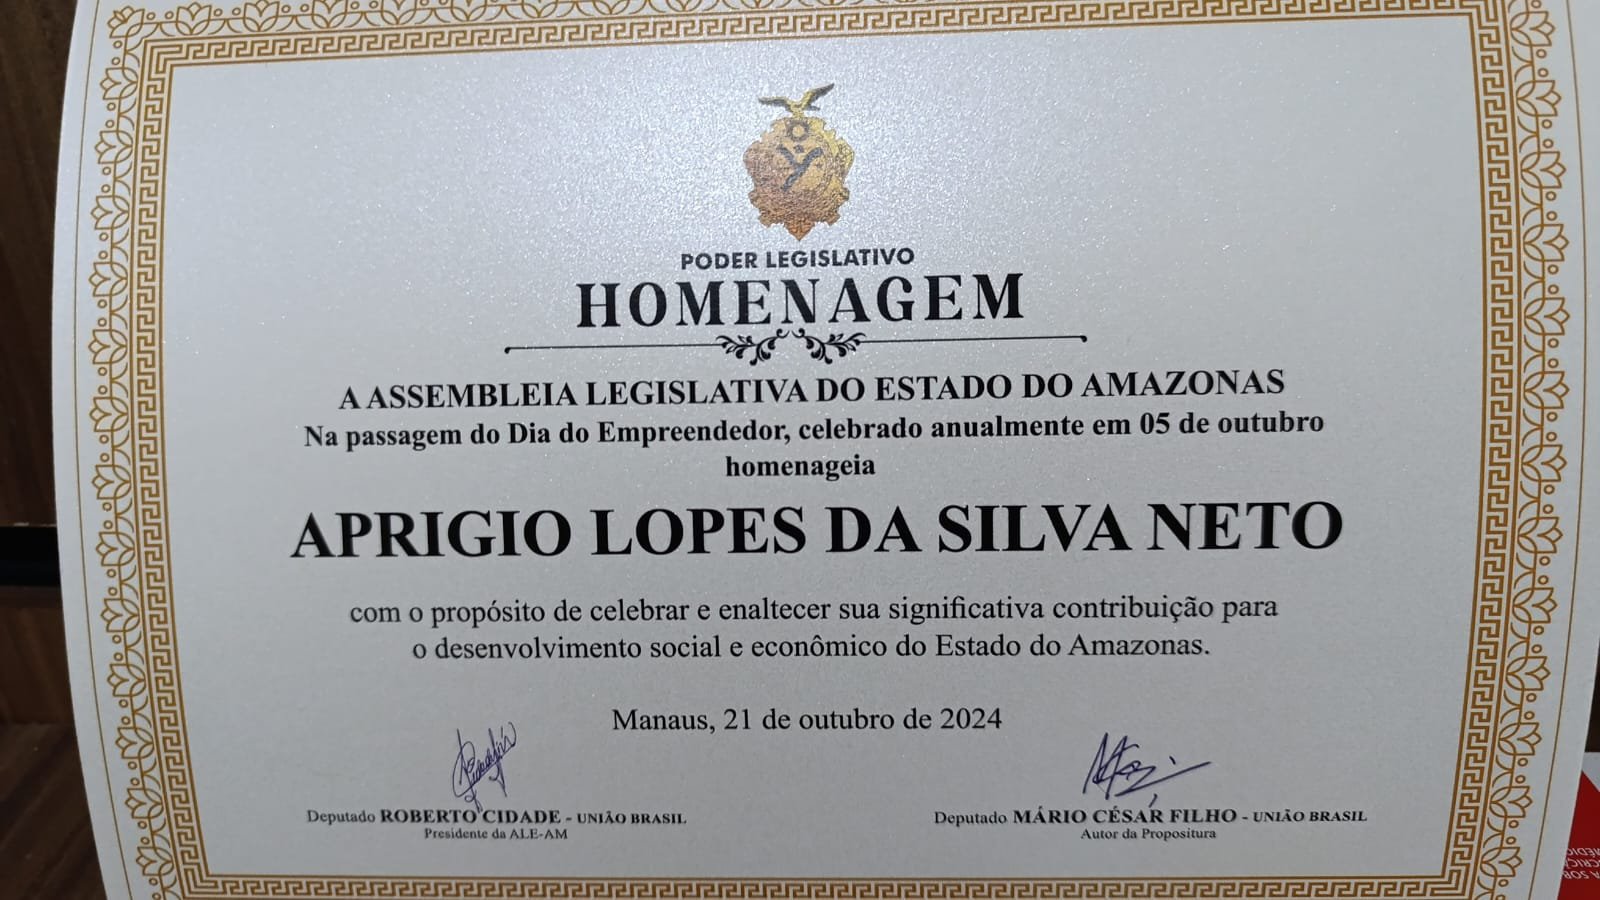 PODER LEGISLATIVO
HOMENAGEM
A ASSEMBLEIA LEGISLATIVA DO ESTADO DO AMAZONAS
Na passagem do Dia do Empreendedor, celebrado anualmente em 05 de outubro
homenageia
APRIGIO LOPES DA SILVA NETO
com o propósito de celebrar e enaltecer sua significativa contribuição para
o desenvolvimento social e econômico do Estado do Amazonas.
Manaus, 21 de outubro de 2024
Deputado ROBERTO CIDADE - UNIÃO BRASIL
Presidente da ALE-AM
Deputado MÁRIO CÉSAR FILHO - UNIÃO BRASIL
Autor da Propositura